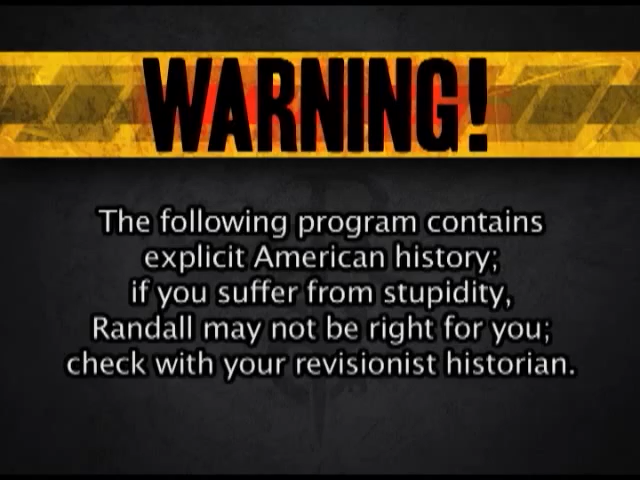 WARNING!
The following program contains
explicit American history;
if you suffer from stupidity,
Randall may not be right for you;
check with your revisionist historian.